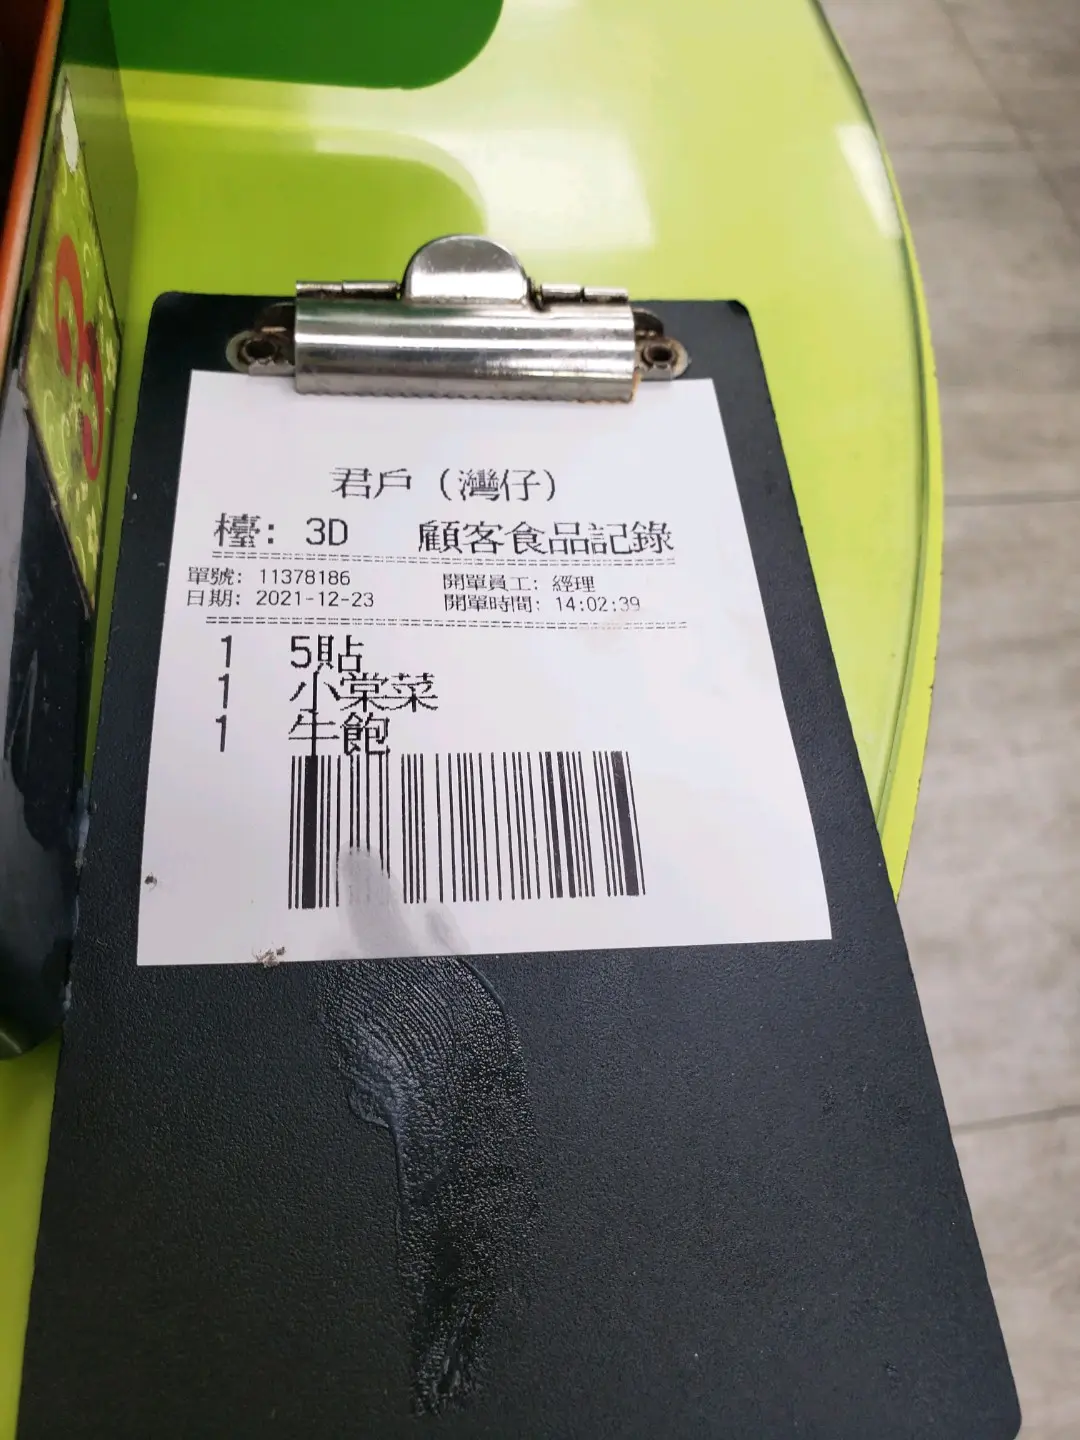 君戶 (灣仔)
檯: 3D 顧客食品記錄
單號: 11378186 開單員工: 經理
日期: 2021-12-23 開單時間: 14:02:39
1 5貼
1 小棠菜
1 牛飽